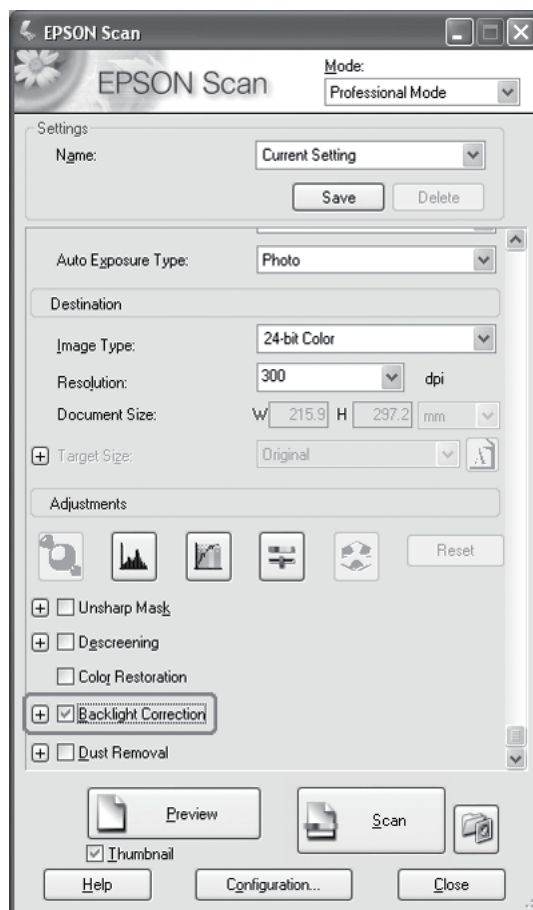 EPSON Scan
EPSON Scan
Mode:
Professional Mode
Settings
Name:
Current Setting
Save
Delete
Auto Exposure Type:
Photo
Destination
Image Type:
24-bit Color
Resolution:
300
dpi
Document Size:
W 215.9 H 297.2 mm
Target Size:
Original
Adjustments
Reset
Unsharp Mask
Descreening
Color Restoration
Backlight Correction
Dust Removal
Preview
Scan
Thumbnail
Help
Configuration...
Close